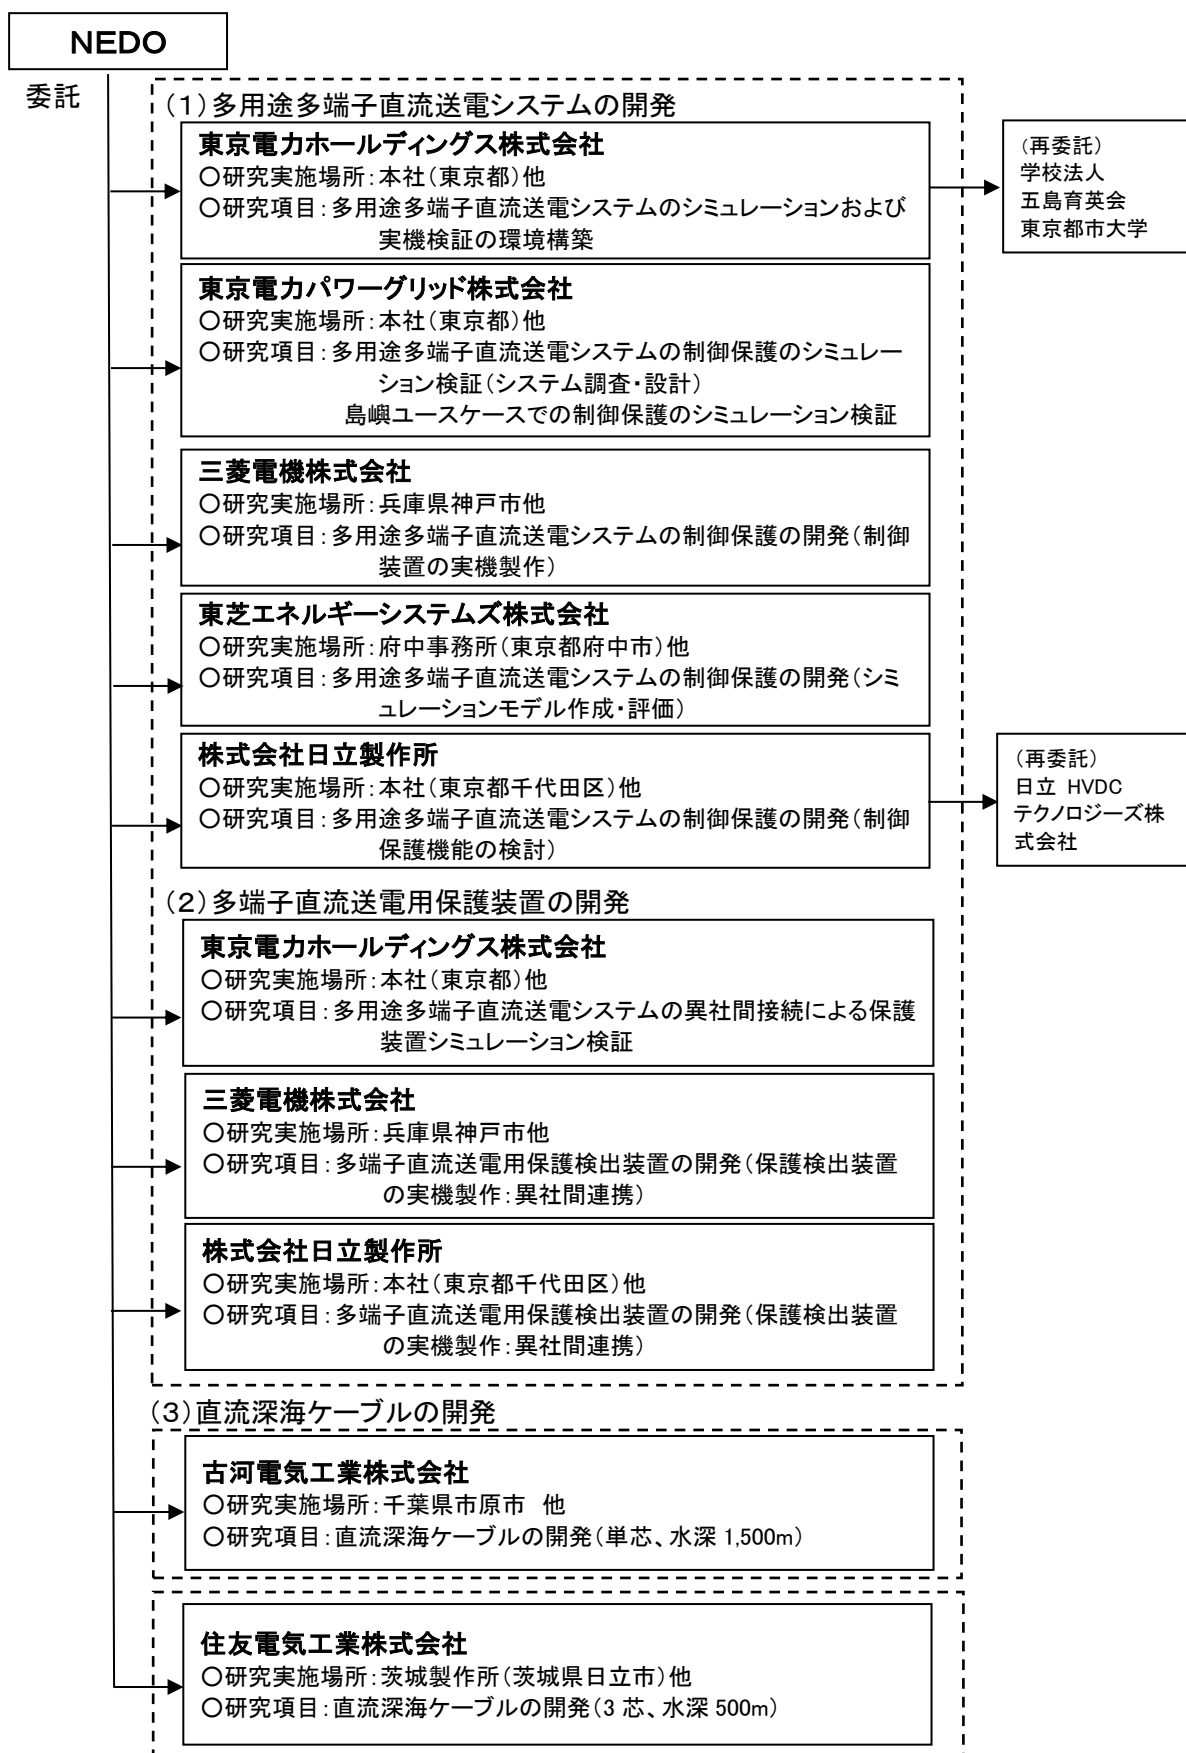 NEDO
委託
(1)多用途多端子直流送電システムの開発
東京電力ホールディングス株式会社
○研究実施場所:本社(東京都)他
○研究項目:多用途多端子直流送電システムのシミュレーションおよび
実機検証の環境構築
(再委託)
学校法人
五島育英会
東京都市大学
東京電力パワーグリッド株式会社
○研究実施場所:本社(東京都)他
○研究項目:多用途多端子直流送電システムの制御保護のシミュレー
ション検証(システム調査・設計)
島嶼ユースケースでの制御保護のシミュレーション検証
三菱電機株式会社
○研究実施場所:兵庫県神戸市他
○研究項目:多用途多端子直流送電システムの制御保護の開発(制御
装置の実機製作)
東芝エネルギーシステムズ株式会社
○研究実施場所:府中事務所(東京都府中市)他
○研究項目:多用途多端子直流送電システムの制御保護の開発(シミ
ュレーションモデル作成・評価)
株式会社日立製作所
○研究実施場所:本社(東京都千代田区)他
○研究項目:多用途多端子直流送電システムの制御保護の開発(制御
保護機能の検討)
(再委託)
日立 HVDC
テクノロジーズ株
式会社
(2)多端子直流送電用保護装置の開発
東京電力ホールディングス株式会社
○研究実施場所:本社(東京都)他
○研究項目:多用途多端子直流送電システムの異社間接続による保護
装置シミュレーション検証
三菱電機株式会社
○研究実施場所:兵庫県神戸市他
○研究項目:多端子直流送電用保護検出装置の開発(保護検出装置
の実機製作:異社間連携)
株式会社日立製作所
○研究実施場所:本社(東京都千代田区)他
○研究項目:多端子直流送電用保護検出装置の開発(保護検出装置
の実機製作:異社間連携)
(3)直流深海ケーブルの開発
古河電気工業株式会社
○研究実施場所:千葉県市原市 他
○研究項目:直流深海ケーブルの開発(単芯、水深 1,500m)
住友電気工業株式会社
○研究実施場所:茨城製作所(茨城県日立市)他
○研究項目:直流深海ケーブルの開発(3 芯、水深 500m)